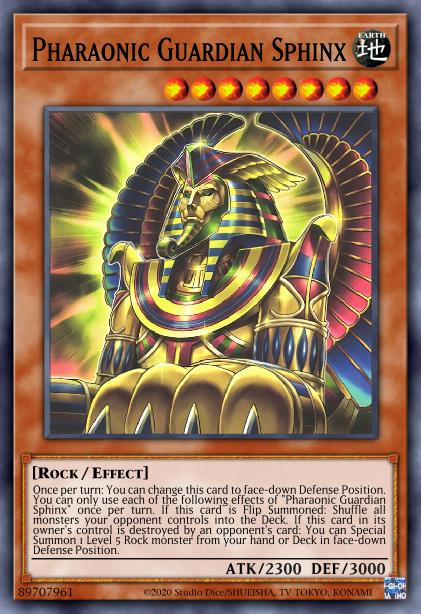 PHARAONIC GUARDIAN SPHINX
EARTH
地
[ROCK / EFFECT]
Once per turn: You can change this card to face-down Defense Position.
You can only use each of the following effects of "Pharaonic Guardian
Sphinx" once per turn. If this card is Flip Summoned: Shuffle all
monsters your opponent controls into the Deck. If this card in its
owner's control is destroyed by an opponent's card: You can Special
Summon 1 Level 5 Rock monster from your hand or Deck in face-down
Defense Position.
ATK/2300 DEF/3000
89707961
©2020 Studio Dice/SHUEISHA, TV TOKYO, KONAMI